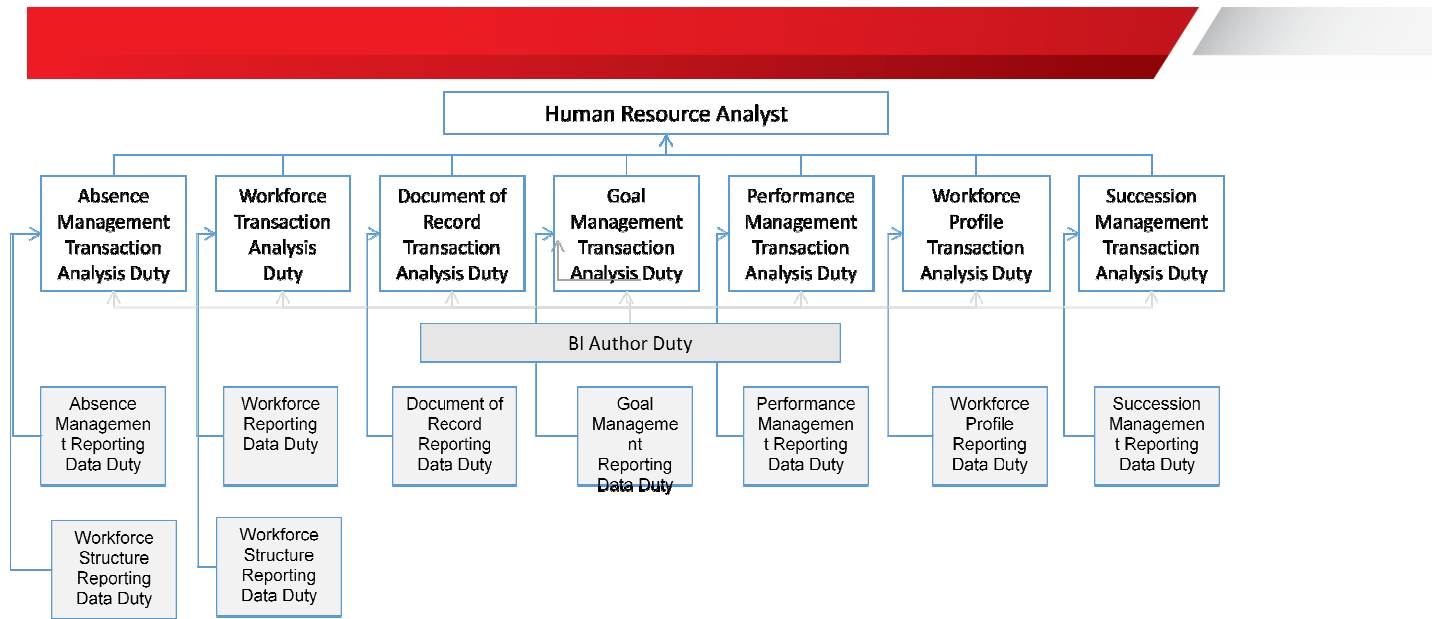 Human Resource Analyst
Absence
Management
Transaction
Analysis Duty
Workforce
Transaction
Analysis
Duty
Document of
Record
Transaction
Analysis Duty
Goal
Management
Transaction
Analysis Duty
Performance
Management
Transaction
Analysis Duty
Workforce
Profile
Transaction
Analysis Duty
Succession
Management
Transaction
Analysis Duty
BI Author Duty
Absence
Managemen
t Reporting
Data Duty
Workforce
Reporting
Data Duty
Document of
Record
Reporting
Data Duty
Goal
Manageme
nt
Reporting
Data Duty
Performance
Managemen
t Reporting
Data Duty
Workforce
Profile
Reporting
Data Duty
Succession
Managemen
t Reporting
Data Duty
Workforce
Structure
Reporting
Data Duty
Workforce
Structure
Reporting
Data Duty